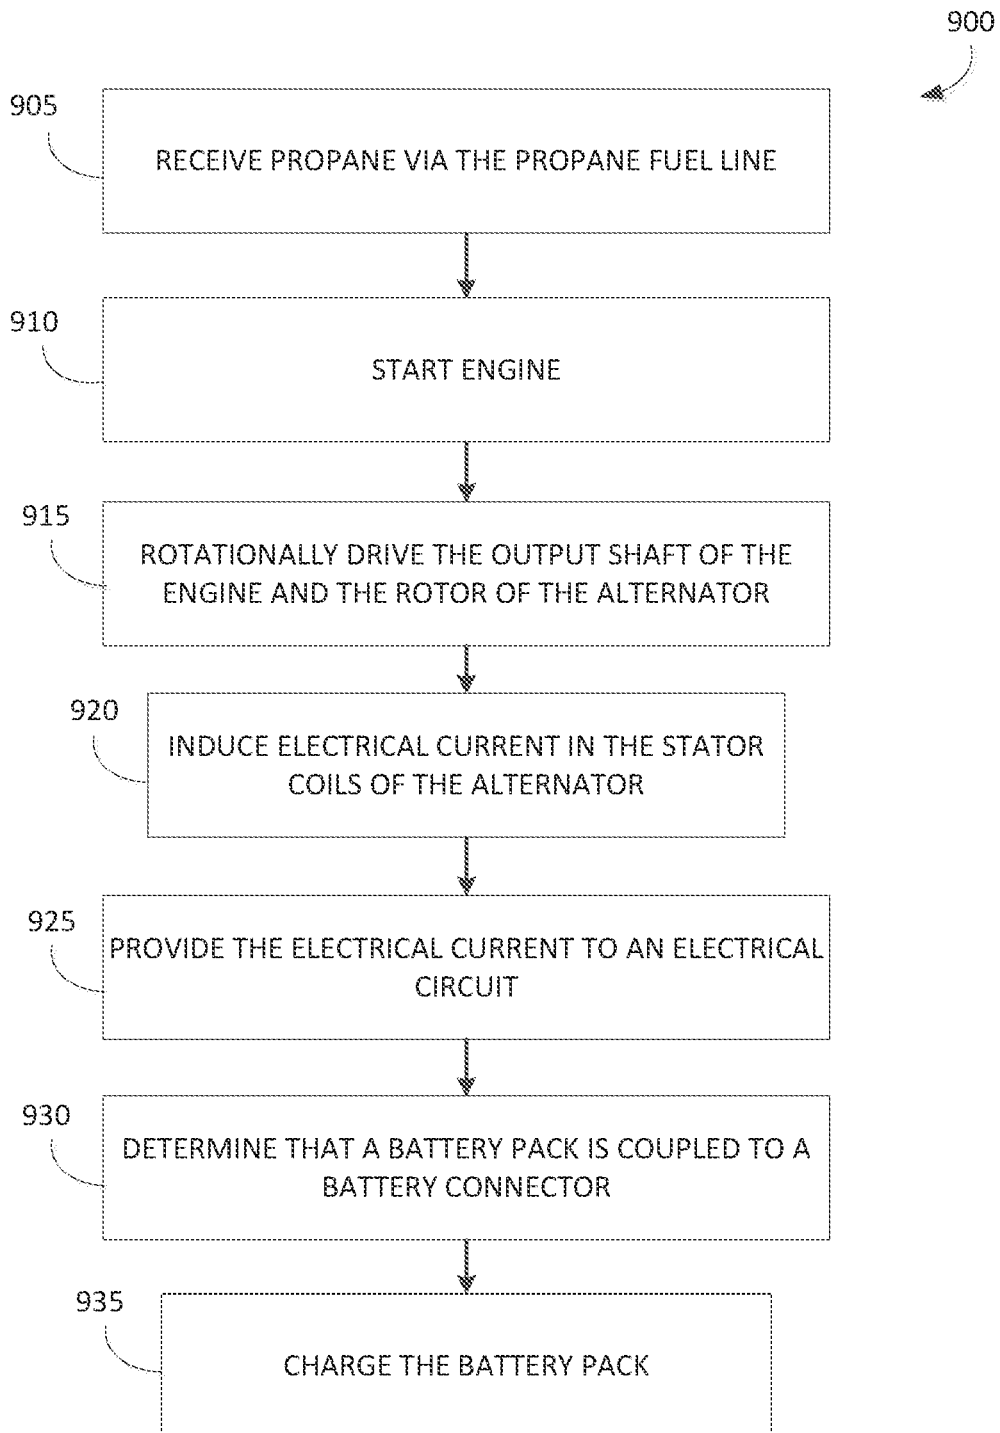 900
905
RECEIVE PROPANE VIA THE PROPANE FUEL LINE
910
START ENGINE
915
ROTATIONALLY DRIVE THE OUTPUT SHAFT OF THE
ENGINE AND THE ROTOR OF THE ALTERNATOR
920
INDUCE ELECTRICAL CURRENT IN THE STATOR
COILS OF THE ALTERNATOR
925
PROVIDE THE ELECTRICAL CURRENT TO AN ELECTRICAL
CIRCUIT
930
DETERMINE THAT A BATTERY PACK IS COUPLED TO A
BATTERY CONNECTOR
935
CHARGE THE BATTERY PACK